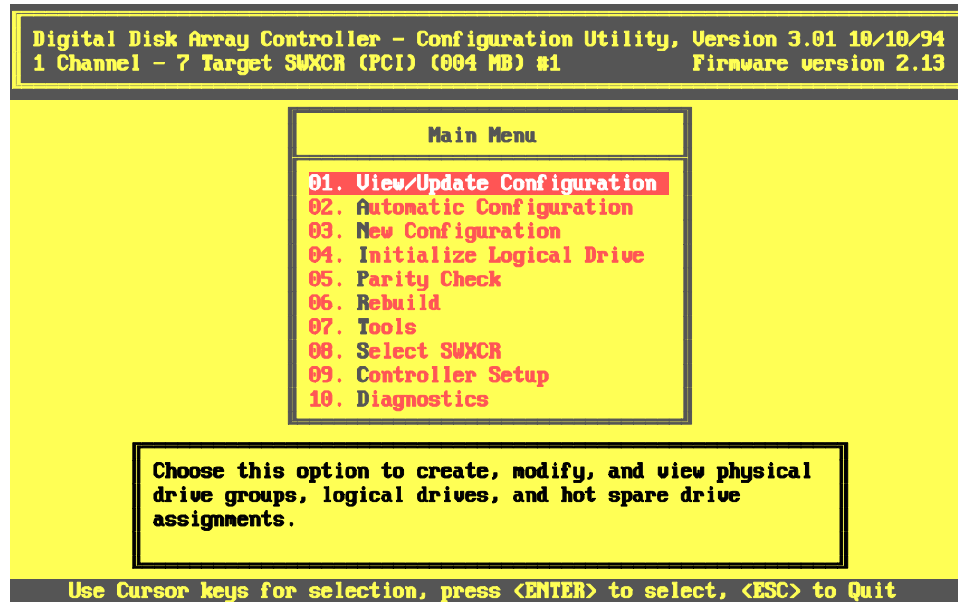 Digital Disk Array Controller - Configuration Utility, Version 3.01 10/10/94
1 Channel - 7 Target SWXCR (PCI) (004 MB) #1 Firmware version 2.13
Main Menu
01. View/Update Configuration
02. Automatic Configuration
03. New Configuration
04. Initialize Logical Drive
05. Parity Check
06. Rebuild
07. Tools
08. Select SWXCR
09. Controller Setup
10. Diagnostics
Choose this option to create, modify, and view physical
drive groups, logical drives, and hot spare drive
assignments.
Use Cursor keys for selection, press <ENTER> to select, <ESC> to Quit